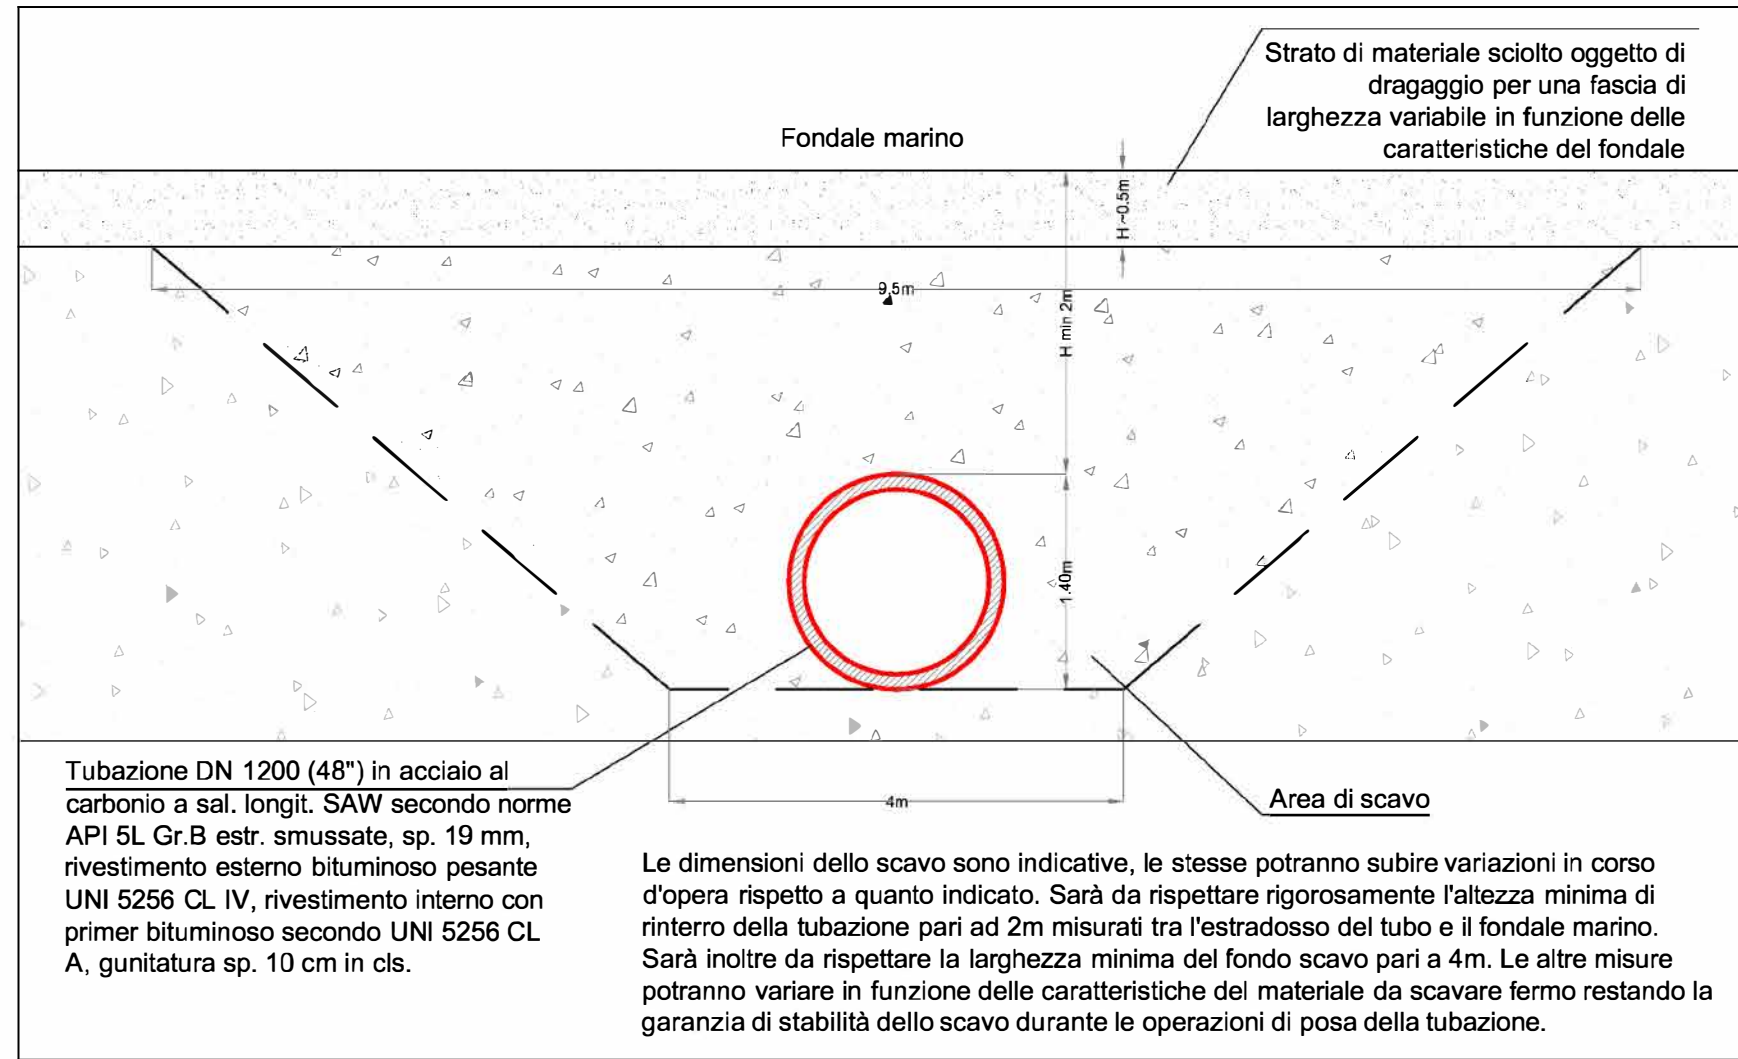 Strato di materiale sciolto oggetto di
dragaggio per una fascia di
larghezza variabile in funzione delle
caratteristiche del fondale
Fondale marino
H ~0.5m
9,5m
H min 2m
1.40m
4m
Tubazione DN 1200 (48") in acciaio al
carbonio a sal. longit. SAW secondo norme
API 5L Gr.B estr. smussate, sp. 19 mm,
rivestimento esterno bituminoso pesante
UNI 5256 CL IV, rivestimento interno con
primer bituminoso secondo UNI 5256 CL
A, gunitatura sp. 10 cm in cls.
Area di scavo
Le dimensioni dello scavo sono indicative, le stesse potranno subire variazioni in corso
d'opera rispetto a quanto indicato. Sarà da rispettare rigorosamente l'altezza minima di
rinterro della tubazione pari ad 2m misurati tra l'estradosso del tubo e il fondale marino.
Sarà inoltre da rispettare la larghezza minima del fondo scavo pari a 4m. Le altre misure
potranno variare in funzione delle caratteristiche del materiale da scavare fermo restando la
garanzia di stabilità dello scavo durante le operazioni di posa della tubazione.